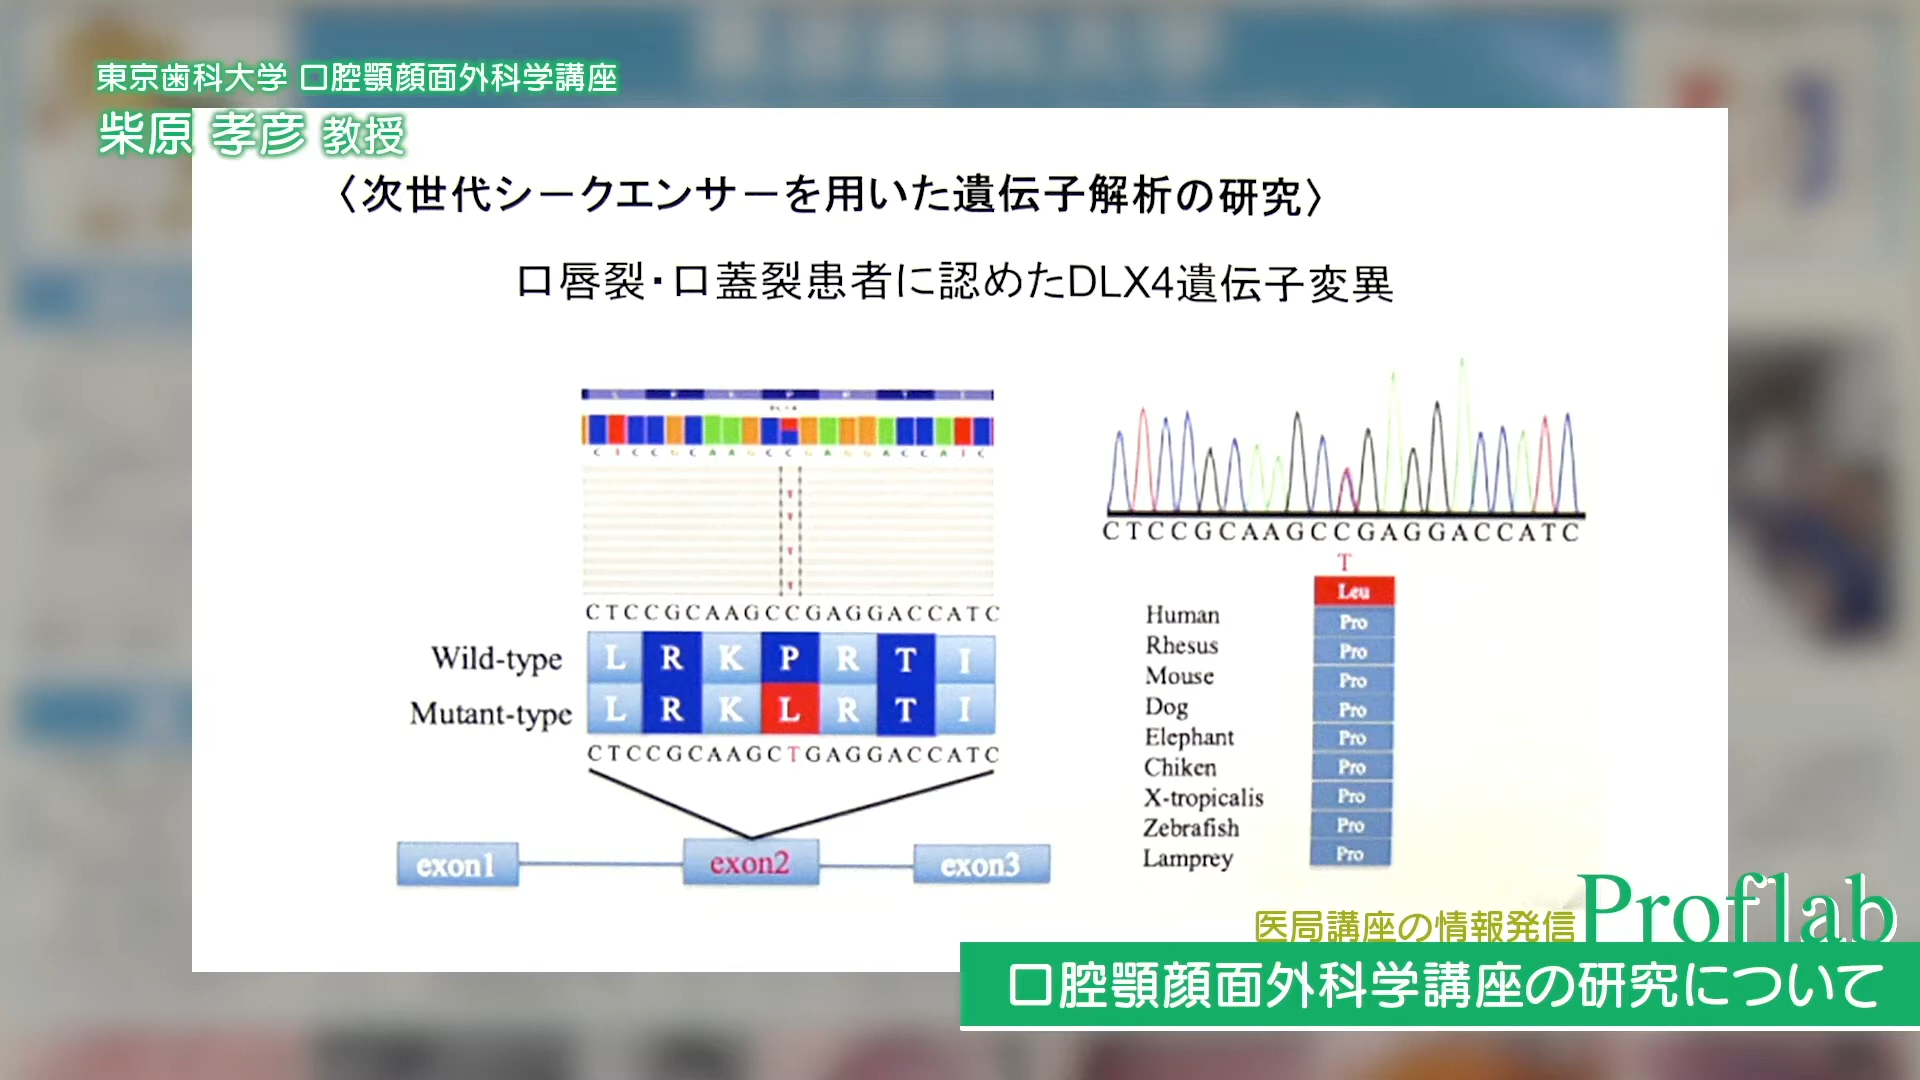 東京歯科大学 口腔顎顔面外科学講座
柴原 孝彦 教授
〈次世代シークエンサーを用いた遺伝子解析の研究〉
口唇裂・口蓋裂患者に認めたDLX4遺伝子変異
C T C C G C A A G C C G A G G A C C A T C
T
T
T
T
CTCCGCAAGCCGAGGACCATC
Wild-type L R K P R T I
Mutant-type L R K L R T I
CTCCGCAAGCTGAGGACCATC
exon1 exon2 exon3
CTCCGCAAGCCGAGGACCATC
T
Leu
Human Pro
Rhesus Pro
Mouse Pro
Dog Pro
Elephant Pro
Chiken Pro
X-tropicalis Pro
Zebrafish Pro
Lamprey Pro
医局講座の情報発信 Proflab
口腔顎顔面外科学講座の研究について